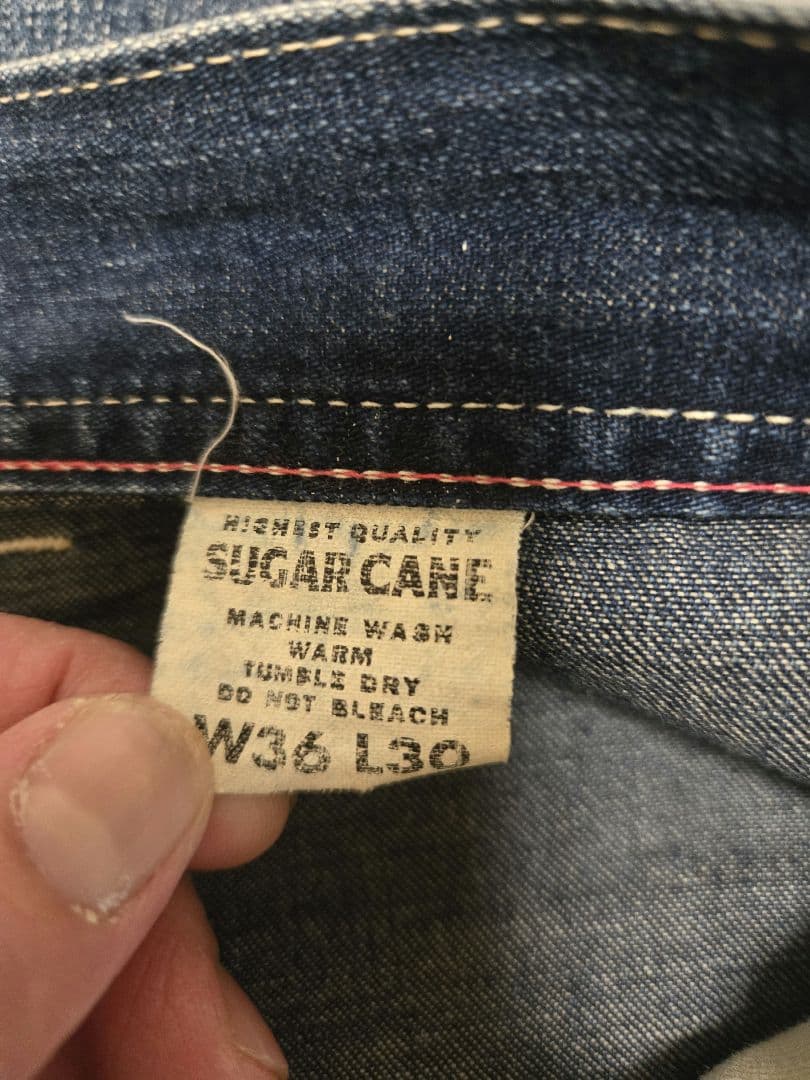 HIGHEST QUALITY
SUGAR CANE
MACHINE WASH
WARM
TUMBLE DRY
DO NOT BLEACH
W36 L30